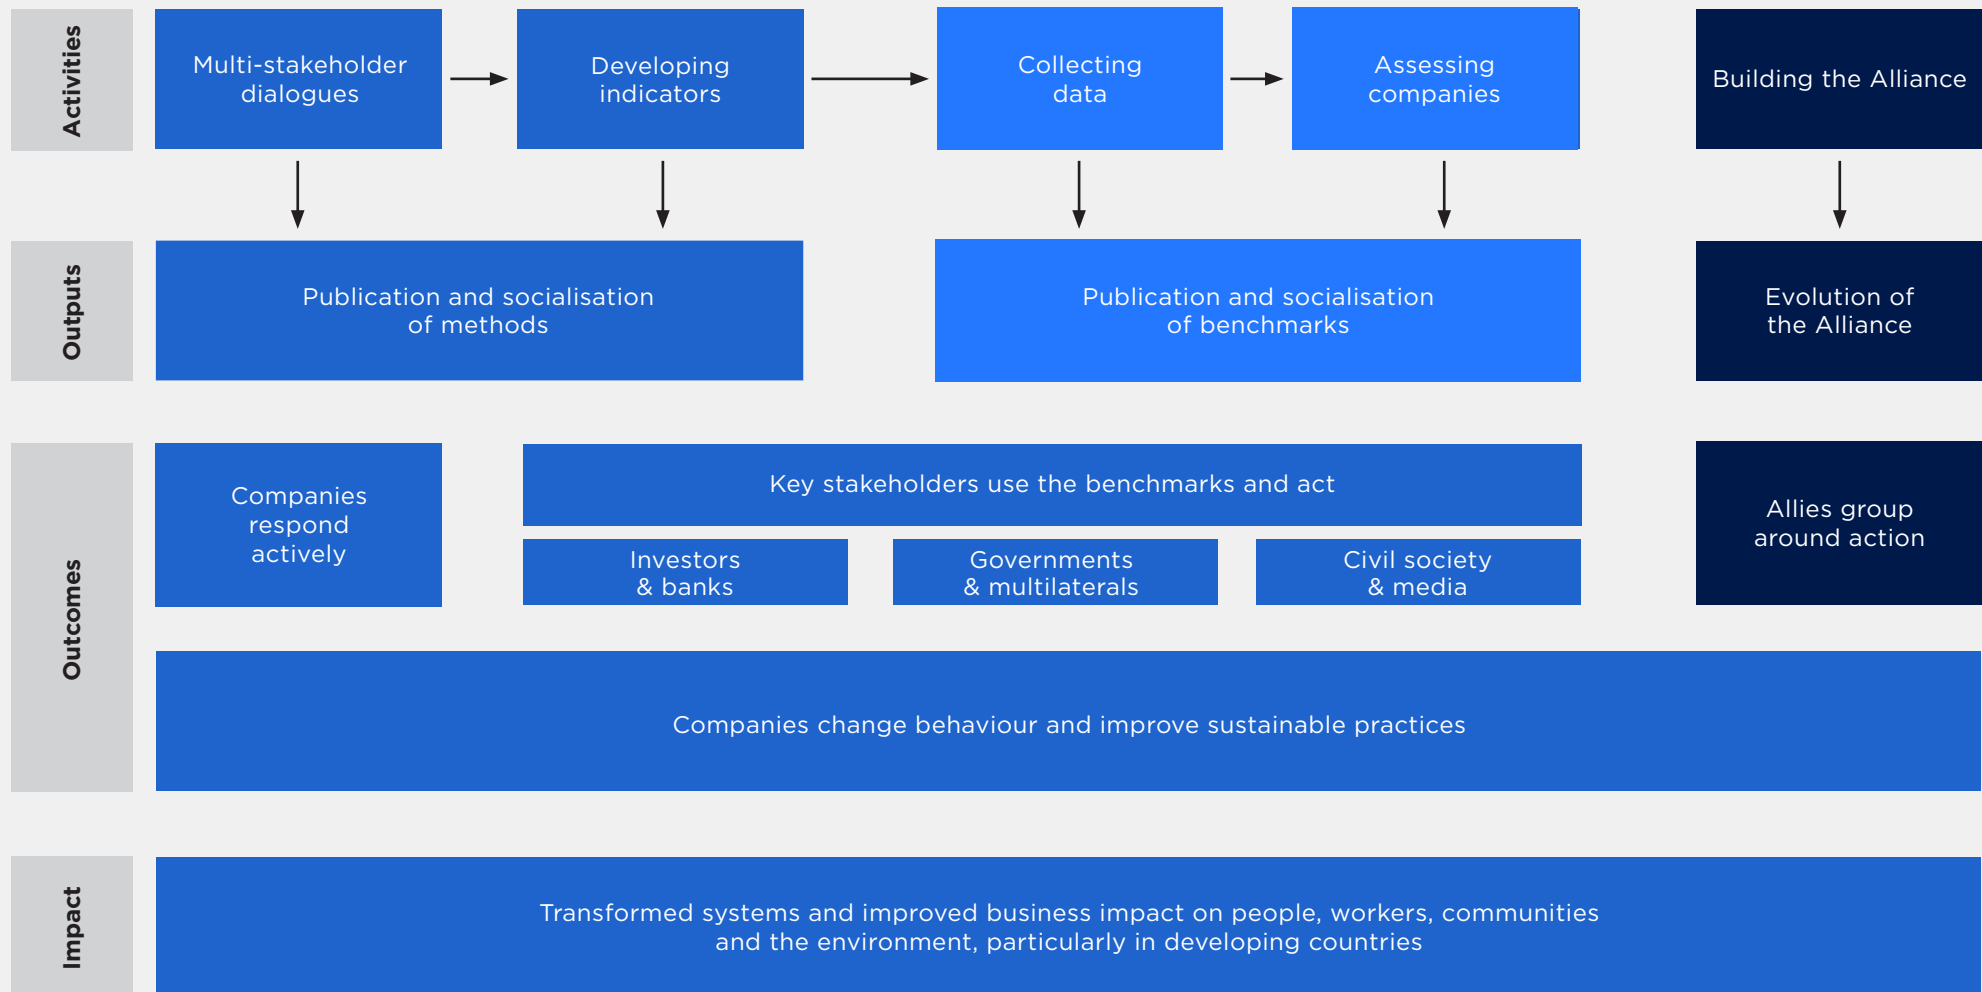 Activities
Multi-stakeholder
dialogues
Developing
indicators
Collecting
data
Assessing
companies
Building the Alliance
Outputs
Publication and socialisation
of methods
Publication and socialisation
of benchmarks
Evolution of
the Alliance
Outcomes
Companies
respond
actively
Key stakeholders use the benchmarks and act
Investors
& banks
Governments
& multilaterals
Civil society
& media
Allies group
around action
Companies change behaviour and improve sustainable practices
Impact
Transformed systems and improved business impact on people, workers, communities
and the environment, particularly in developing countries